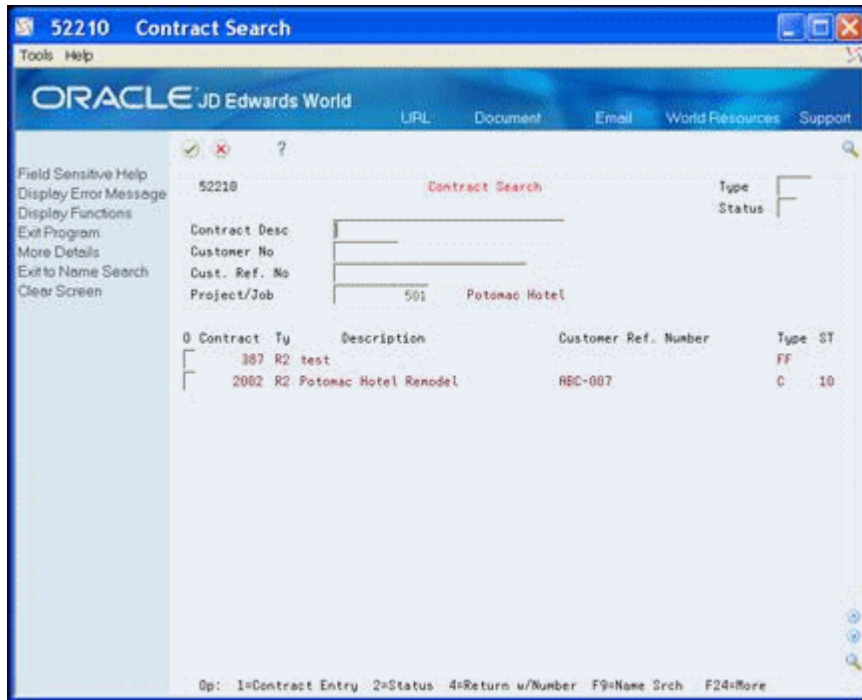 52210 Contract Search
Tools Help
ORACLE JD Edwards World
URL Document Email World Resources Support
Field Sensitive Help
Display Error Message
Display Functions
Exit Program
More Details
Exit to Name Search
Clear Screen
?
52210 Contract Search Type
Status
Contract Desc
Customer No
Cust. Ref. No
Project/Job 501 Potomac Hotel
O Contract Ty Description Customer Ref. Number Type ST
387 R2 test FF
2002 R2 Potomac Hotel Remodel ABC-007 C 10
Op: 1=Contract Entry 2=Status 4=Return w/Number F9=Name Srch F24=More